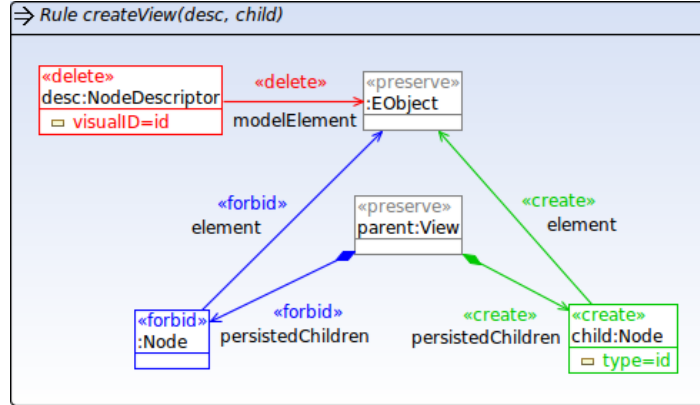 Rule createView(desc, child)
«delete»
desc:NodeDescriptor
visualID=id
«delete»
modelElement
«preserve»
:EObject
«forbid»
element
«preserve»
parent:View
«create»
element
«forbid»
:Node
«forbid»
persistedChildren
«create»
persistedChildren
«create»
child:Node
type=id